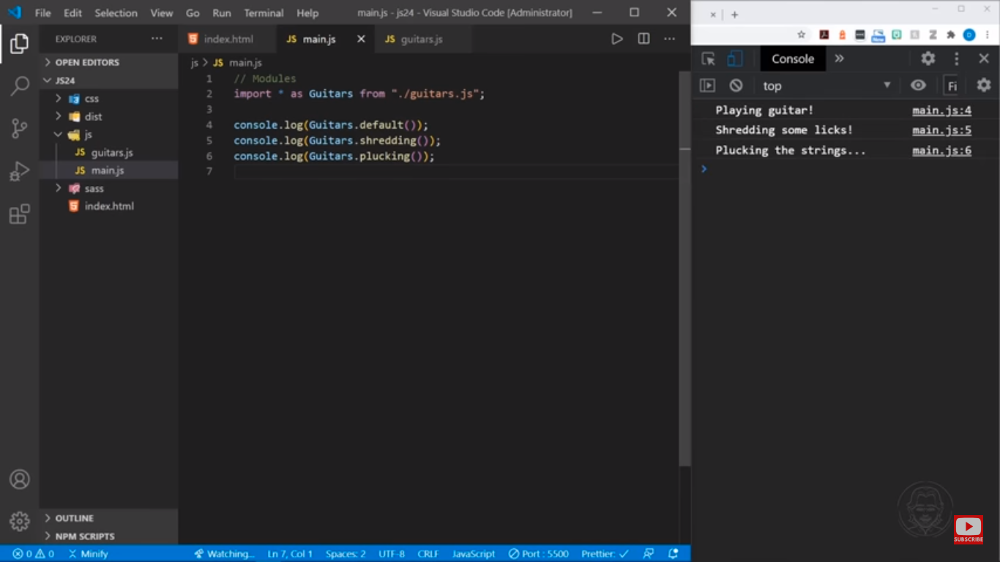 File Edit Selection View Go Run Terminal Help main.js - js24 - Visual Studio Code [Administrator]
EXPLORER
OPEN EDITORS
JS24
css
dist
js
JS guitars.js
JS main.js
sass
index.html
OUTLINE
NPM SCRIPTS
index.html JS main.js JS guitars.js
js > JS main.js
1 // Modules
2 import * as Guitars from "./guitars.js";
3
4 console.log(Guitars.default());
5 console.log(Guitars.shredding());
6 console.log(Guitars.plucking());
7
0 0 Minify Watching... Ln 7, Col 1 Spaces: 2 UTF-8 CRLF JavaScript Port : 5500 Prettier: ✓
Console
top Fi
Playing guitar! main.js:4
Shredding some licks! main.js:5
Plucking the strings... main.js:6
SUBSCRIBE